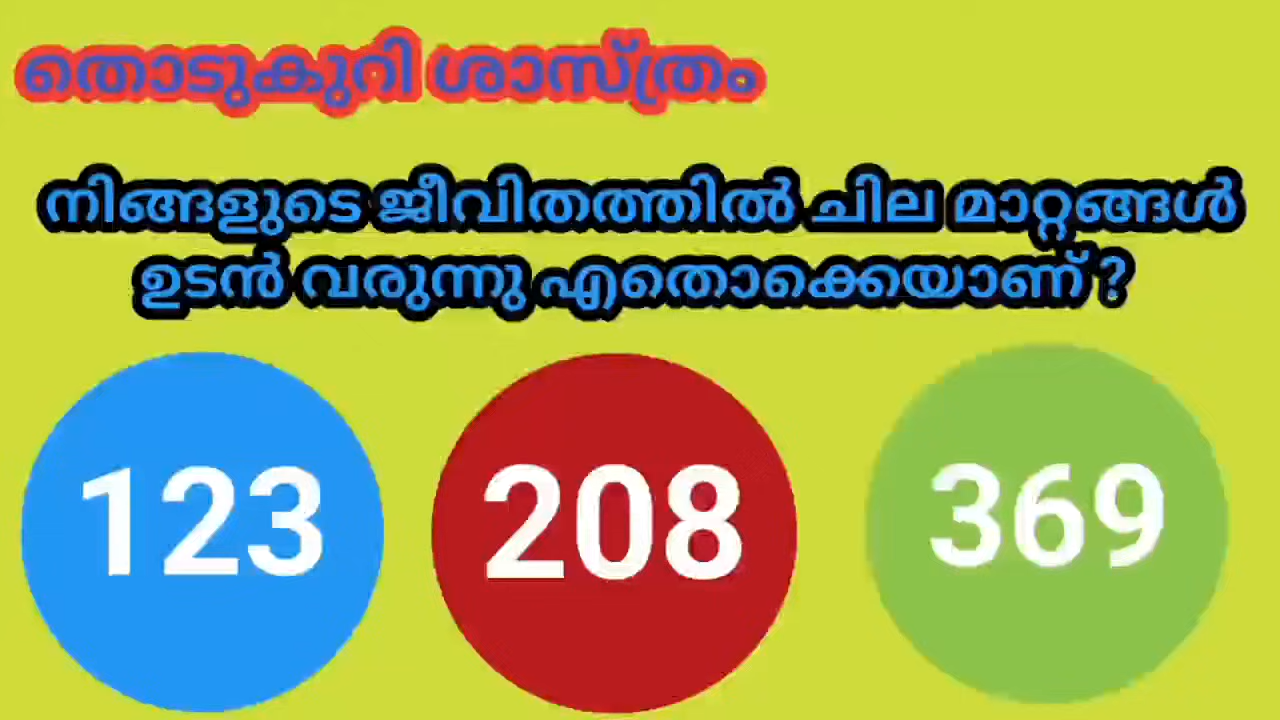 തൊടുകുറി ശാസ്ത്രം
നിങ്ങളുടെ ജീവിതത്തിൽ ചില മാറ്റങ്ങൾ
ഉടൻ വരുന്നു എതൊക്കെയാണ് ?
123 208 369